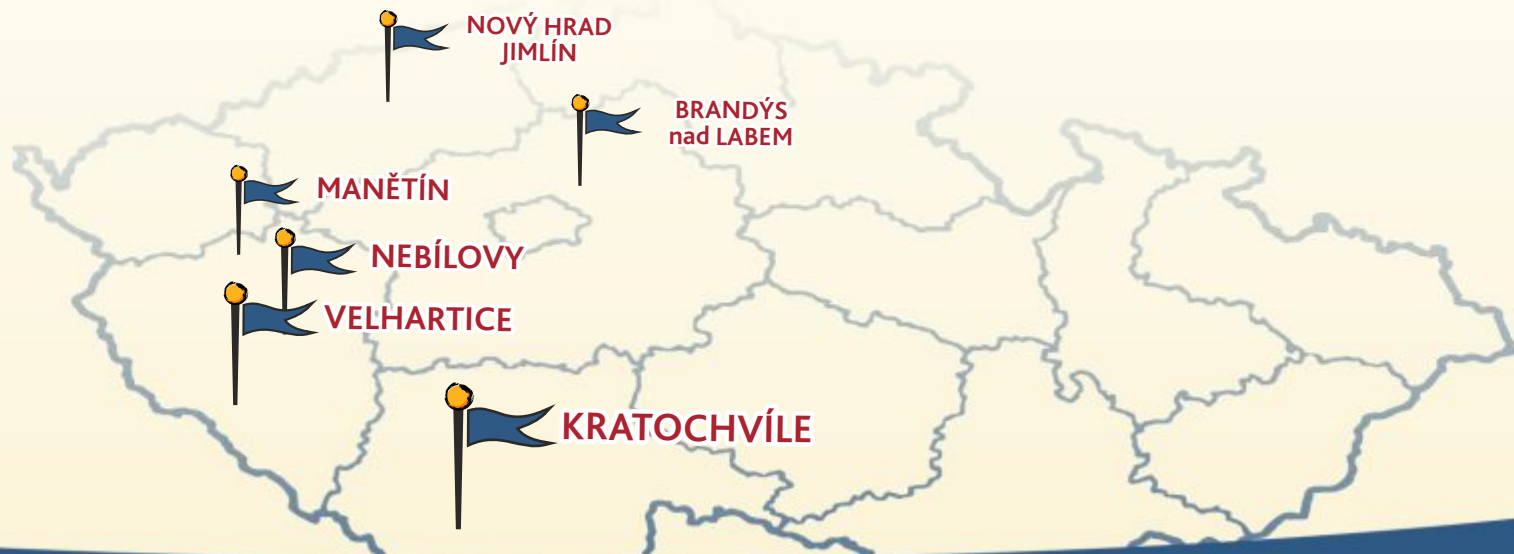 NOVÝ HRAD
JIMLÍN
BRANDÝS
nad LABEM
MANĚTÍN
NEBÍLOVY
VELHARTICE
KRATOCHVÍLE